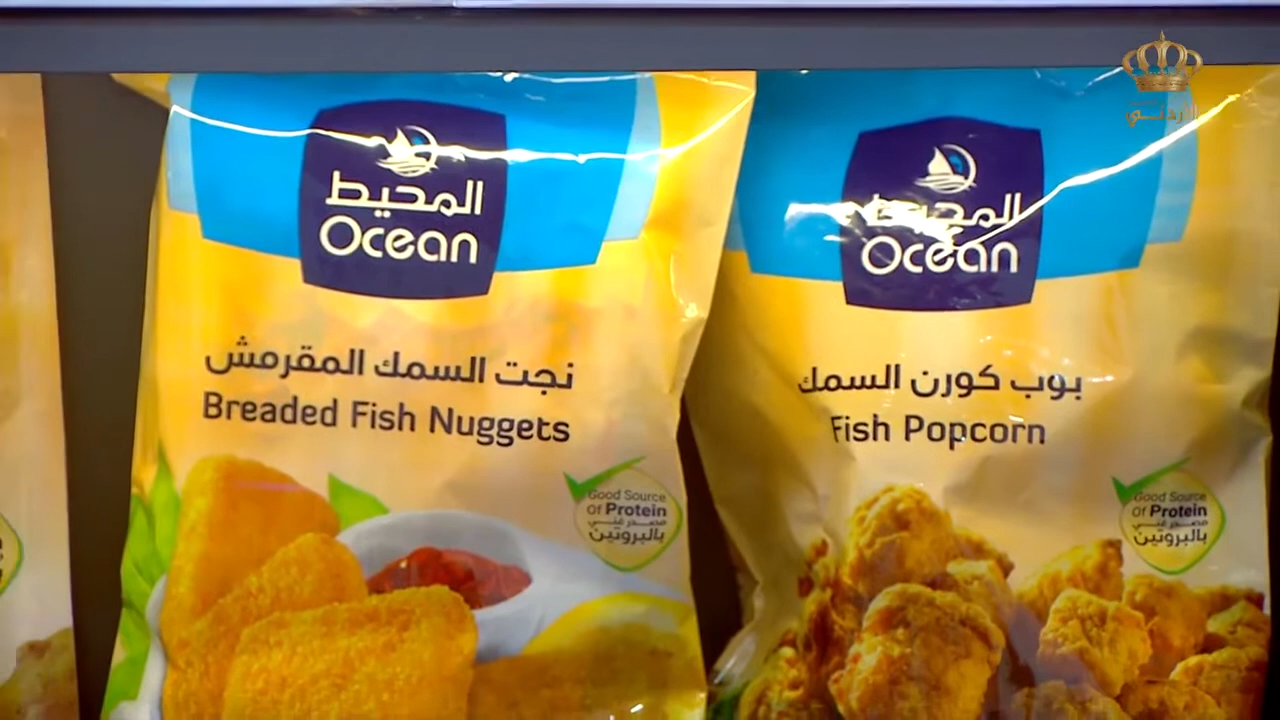 المحيط
Ocean
نجت السمك المقرمش
Breaded Fish Nuggets
Good Source
Of Protein
مصدر غني
بالبروتين
المحيط
Ocean
بوب كورن السمك
Fish Popcorn
Good Source
Of Protein
مصدر غني
بالبروتين
الأردني